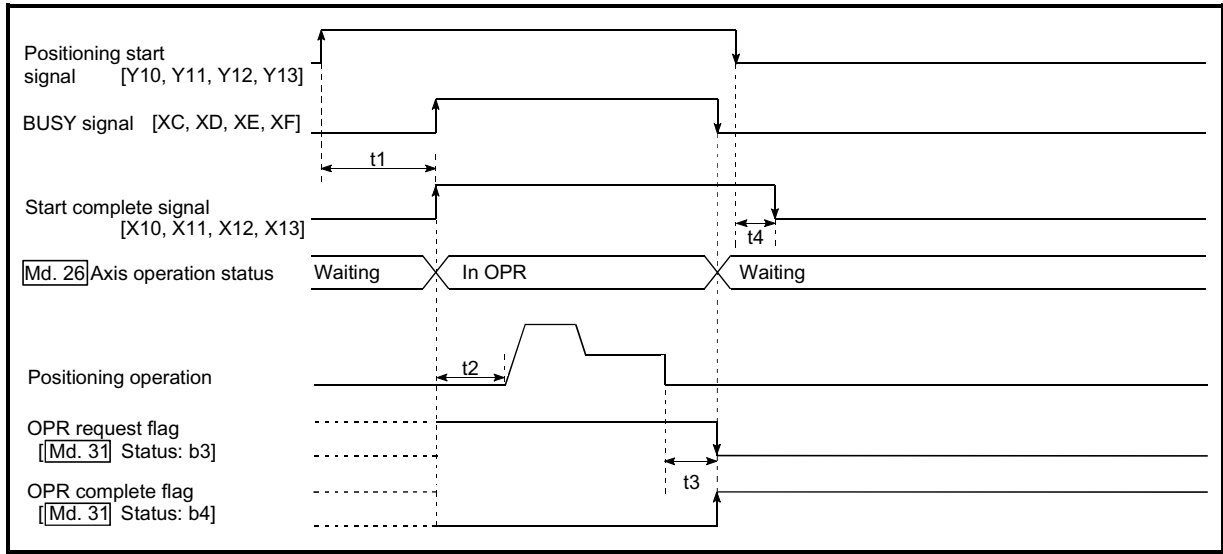 Positioning start
signal [Y10, Y11, Y12, Y13]
BUSY signal [XC, XD, XE, XF]
t1
Start complete signal
[X10, X11, X12, X13]
t4
Md. 26 Axis operation status Waiting In OPR Waiting
t2
Positioning operation
OPR request flag
[Md. 31 Status: b3]
t3
OPR complete flag
[Md. 31 Status: b4]